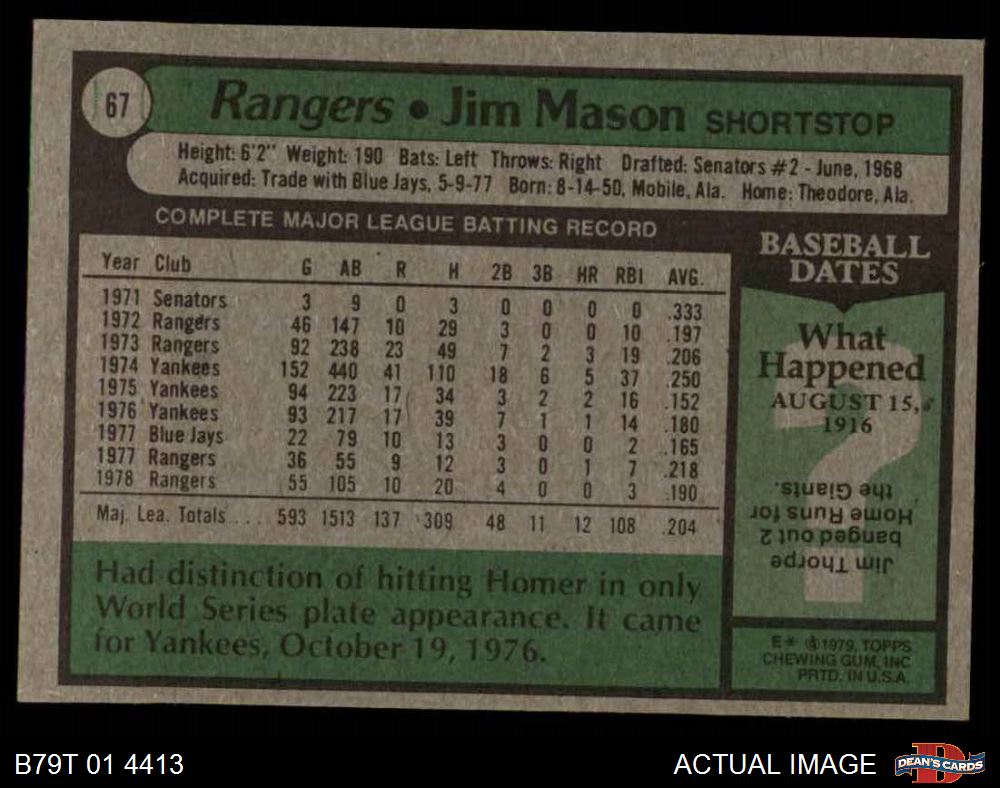 67
Rangers • Jim Mason SHORTSTOP
Height: 6'2" Weight: 190 Bats: Left Throws: Right Drafted: Senators #2 - June, 1968
Acquired: Trade with Blue Jays, 5-9-77 Born: 8-14-50, Mobile, Ala. Home: Theodore, Ala.
COMPLETE MAJOR LEAGUE BATTING RECORD
Year Club G AB R H 2B 3B HR RBI AVG.
1971 Senators 3 9 0 3 0 0 0 0 .333
1972 Rangers 46 147 10 29 3 0 0 10 .197
1973 Rangers 92 238 23 49 7 2 3 19 .206
1974 Yankees 152 440 41 110 18 6 5 37 .250
1975 Yankees 94 223 17 34 3 2 2 16 .152
1976 Yankees 93 217 17 39 7 1 1 14 .180
1977 Blue Jays 22 79 10 13 3 0 0 2 .165
1977 Rangers 36 55 9 12 3 0 1 7 .218
1978 Rangers 55 105 10 20 4 0 0 3 .190
Maj. Lea. Totals . . . 593 1513 137 309 48 11 12 108 .204
Had distinction of hitting Homer in only
World Series plate appearance. It came
for Yankees, October 19, 1976.
BASEBALL
DATES
What
Happened
AUGUST 15,
1916
?
Jim Thorpe
banged out 2
Home Runs for
the Giants.
E* © 1979, TOPPS
CHEWING GUM, INC
PRTD. IN U.S.A.
B79T 01 4413
ACTUAL IMAGE
D
DEAN'S CARDS